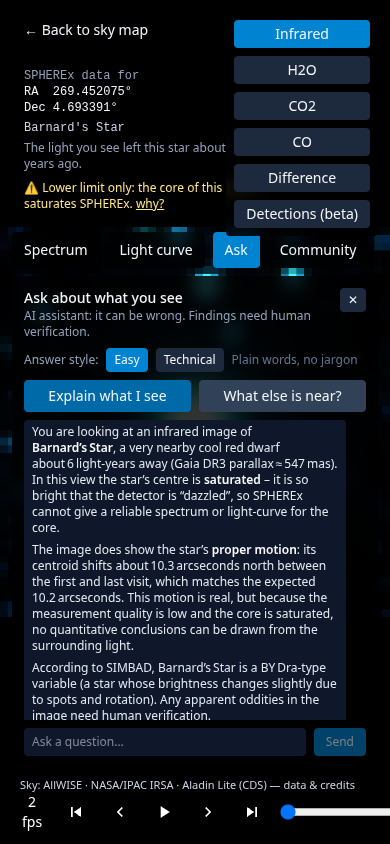 ← Back to sky map
Infrared
H2O
CO2
CO
Difference
Detections (beta)
SPHEREx data for
RA 269.452075°
Dec 4.693391°
Barnard's Star
The light you see left this star about
years ago.
⚠️ Lower limit only: the core of this
saturates SPHEREx. why?
Spectrum
Light curve
Ask
Community
Ask about what you see
✕
AI assistant: it can be wrong. Findings need human
verification.
Answer style:
Easy
Technical
Plain words, no jargon
Explain what I see
What else is near?
You are looking at an infrared image of
Barnard's Star, a very nearby cool red dwarf
about 6 light-years away (Gaia DR3 parallax ≈ 547 mas).
In this view the star’s centre is saturated – it is so
bright that the detector is “dazzled”, so SPHEREx
cannot give a reliable spectrum or light-curve for the
core.
The image does show the star’s proper motion: its
centroid shifts about 10.3 arcseconds north between
the first and last visit, which matches the expected
10.2 arcseconds. This motion is real, but because the
measurement quality is low and the core is saturated,
no quantitative conclusions can be drawn from the
surrounding light.
According to SIMBAD, Barnard’s Star is a BY Dra-type
variable (a star whose brightness changes slightly due
to spots and rotation). Any apparent oddities in the
image need human verification.
Ask a question…
Send
Sky: AllWISE · NASA/IPAC IRSA · Aladin Lite (CDS) — data & credits
2
fps